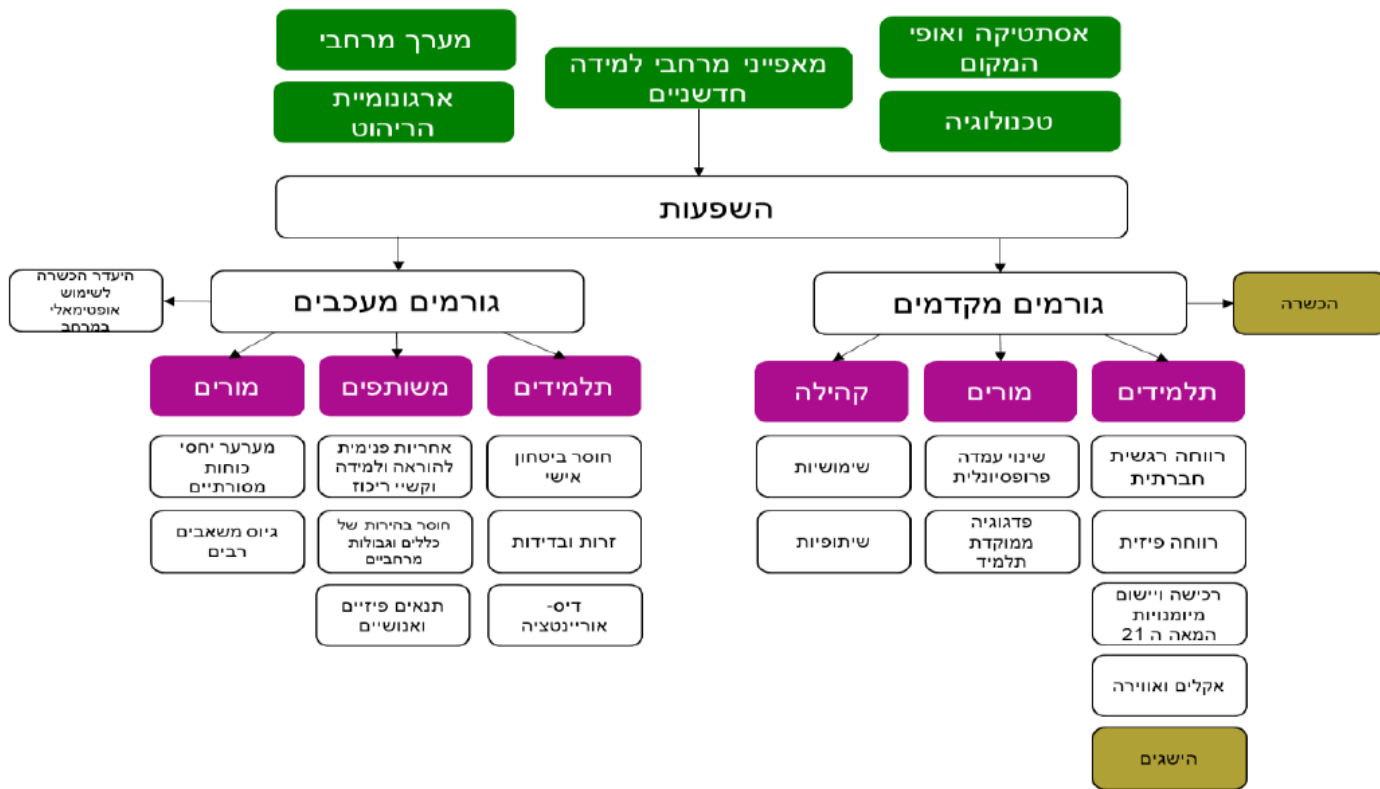 אסתטיקה ואופי
המקום
טכנולוגיה
מאפייני מרחבי למידה
חדשניים
מערך מרחבי
ארגונומיית
הריהוט
השפעות
הכשרה
גורמים מקדמים
גורמים מעכבים
היעדר הכשרה
לשימוש
אופטימאלי
במרחב
תלמידים
רווחה רגשית
חברתית
רווחה פיזית
רכישה ויישום
מיומנויות
המאה ה 21
אקלים ואווירה
הישגים
מורים
שינוי עמדה
פרופסיונלית
פדגוגיה
ממוקדת
תלמיד
קהילה
שימושיות
שיתופיות
תלמידים
חוסר ביטחון
אישי
זרות ובדידות
דיס-
אוריינטציה
משותפים
אחריות פנימית
להוראה ולמידה
וקשיי ריכוז
חוסר בהירות של
כללים וגבולות
מרחביים
תנאים פיזיים
ואנושיים
מורים
מערער יחסי
כוחות
מסורתיים
גיוס משאבים
רבים